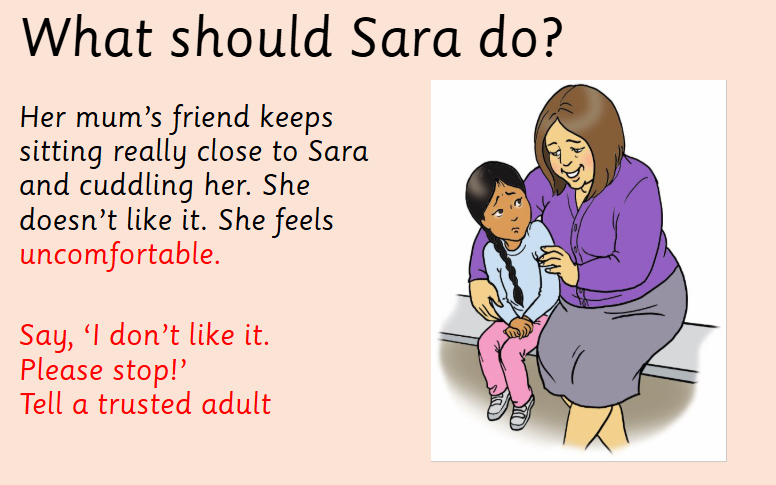 What should Sara do?
Her mum's friend keeps
sitting really close to Sara
and cuddling her. She
doesn't like it. She feels
uncomfortable.
Say, 'I don't like it.
Please stop!'
Tell a trusted adult